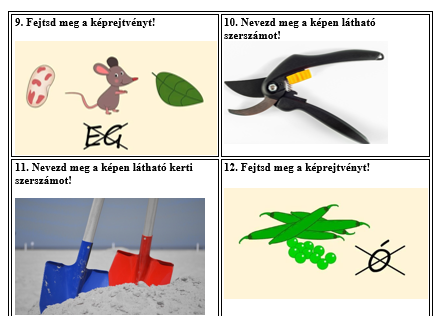 9. Fejtsd meg a képrejtvényt!
EG
10. Nevezd meg a képen látható
szerszámot!
11. Nevezd meg a képen látható kerti
szerszámot!
12. Fejtsd meg a képrejtvényt!
Ó